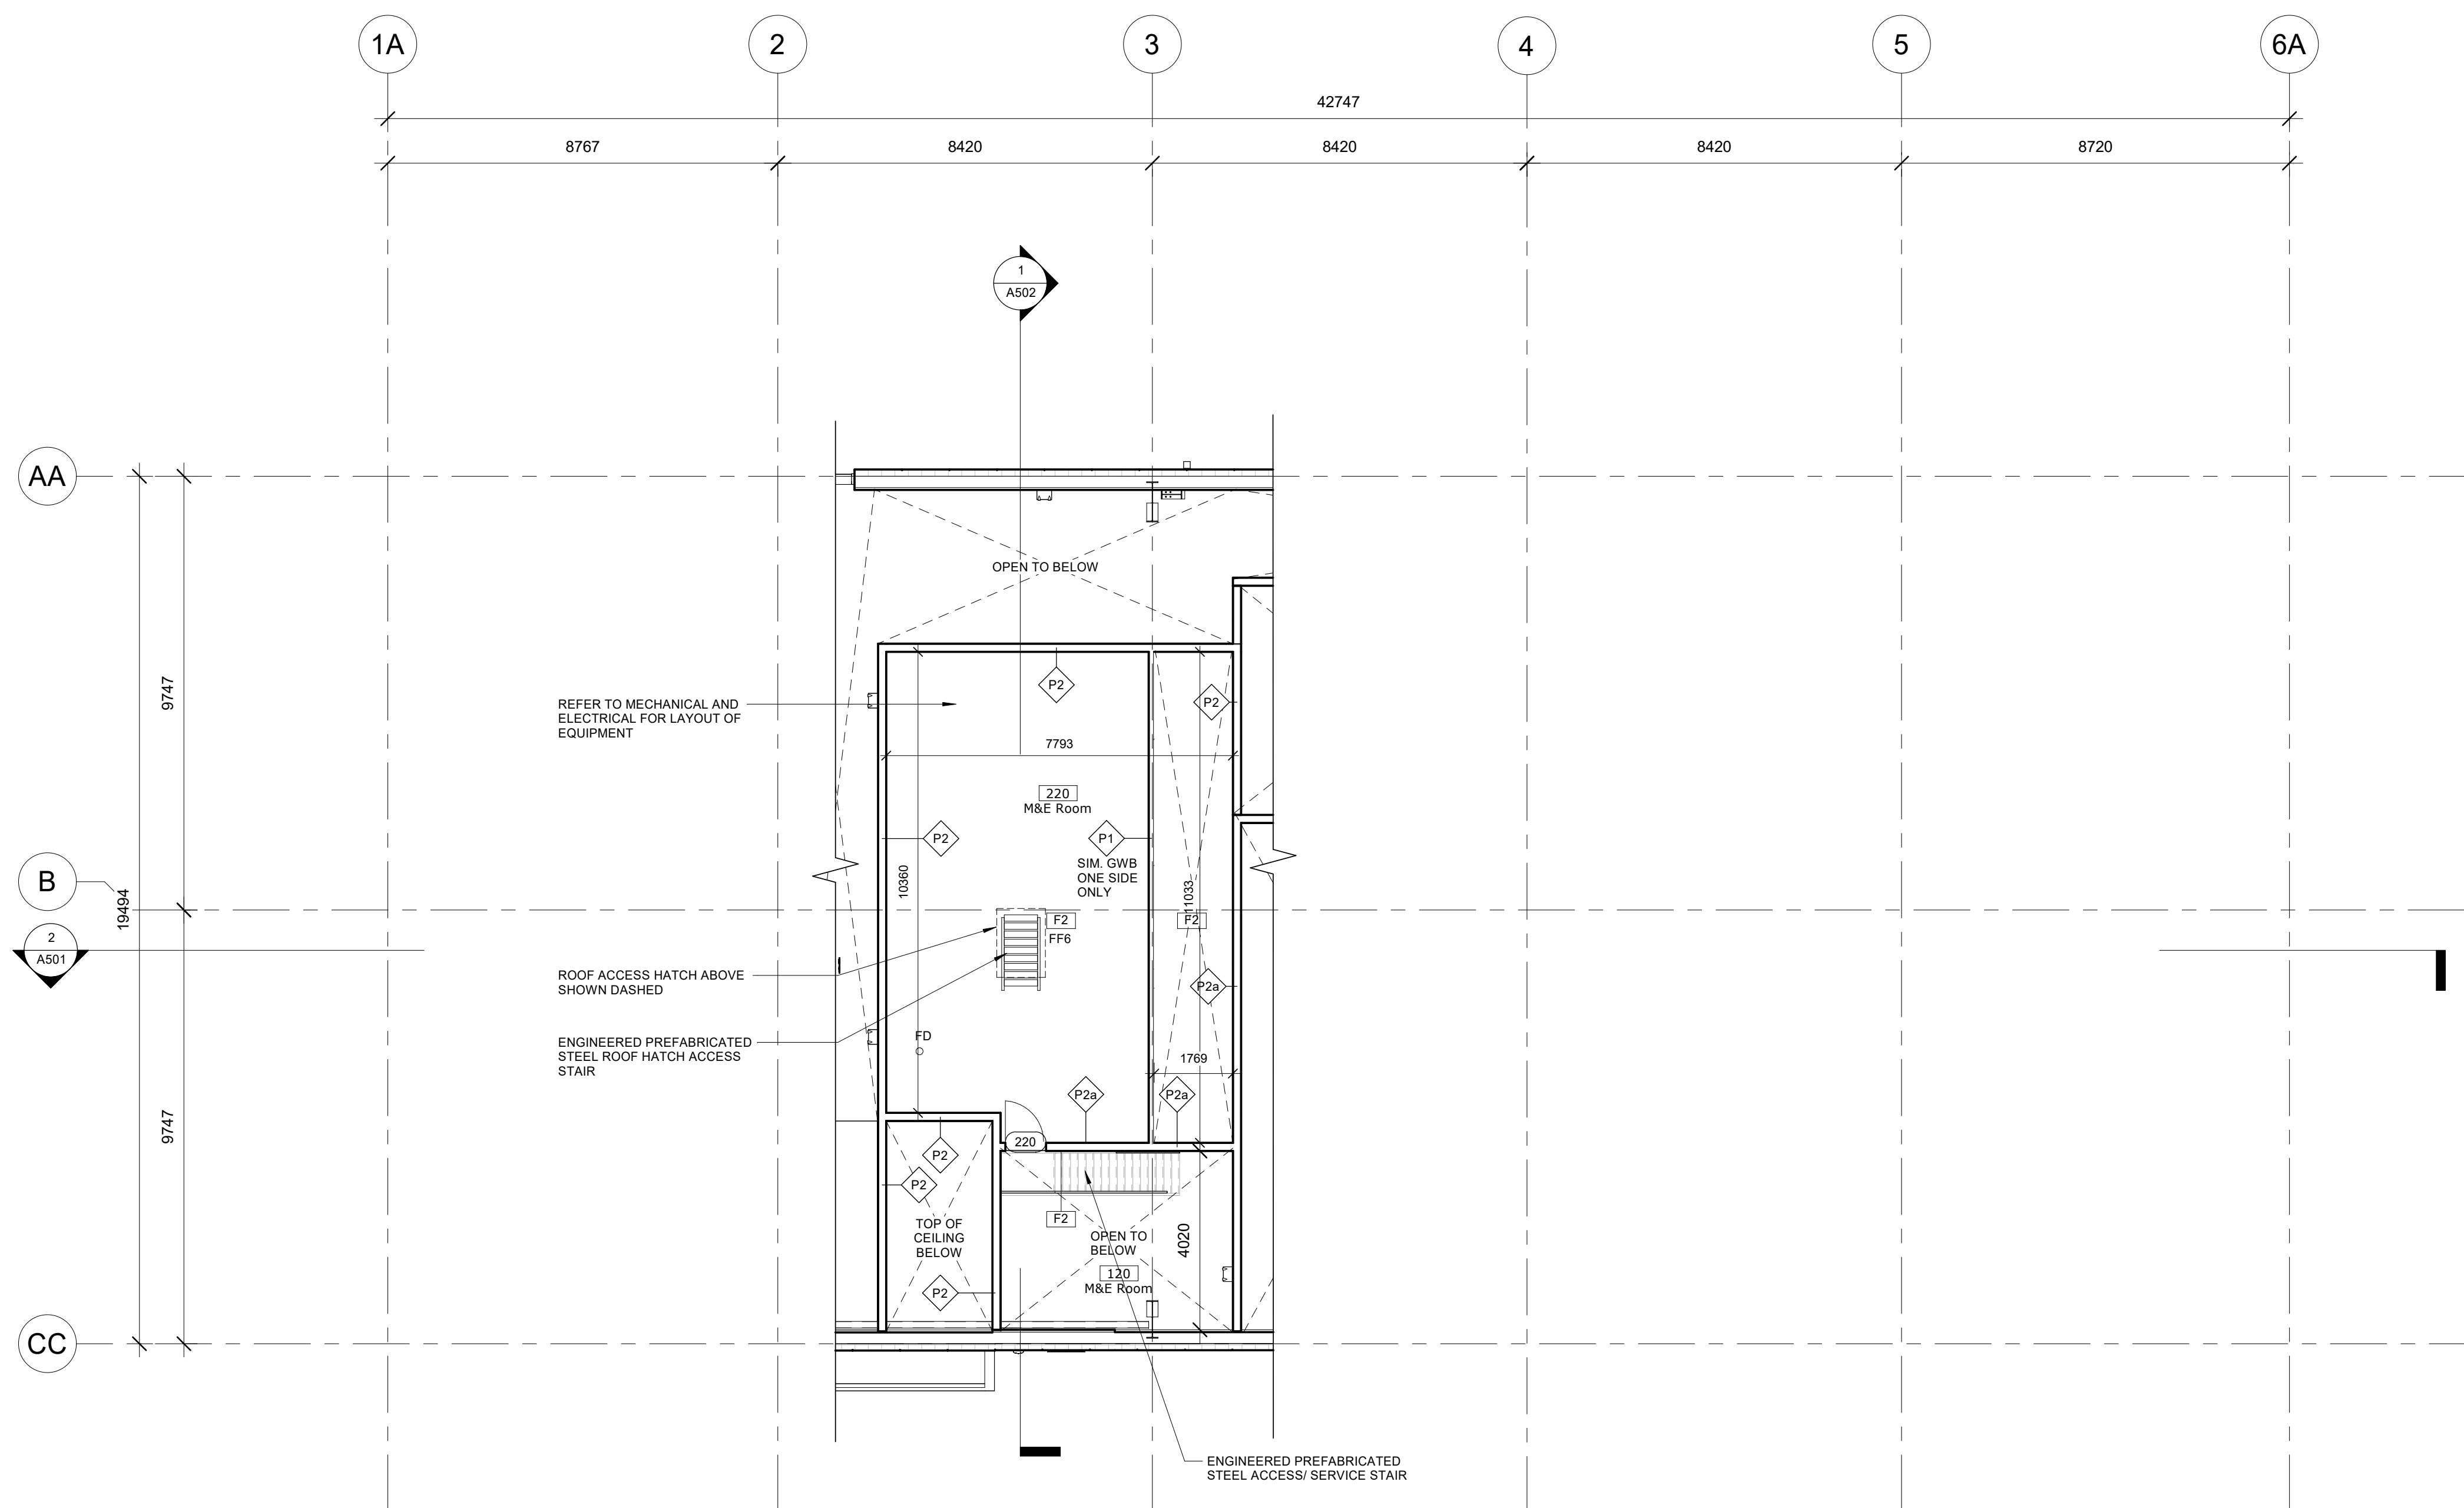 1A
2
3
4
5
6A
42747
8767
8420
8420
8420
8720
1
A502
AA
OPEN TO BELOW
9747
REFER TO MECHANICAL AND
ELECTRICAL FOR LAYOUT OF
EQUIPMENT
P2
P2
7793
220
M&E Room
P2
P1
SIM. GWB
ONE SIDE
ONLY
10360
11033
B
19494
F2
FF6
F2
2
A501
ROOF ACCESS HATCH ABOVE
SHOWN DASHED
P2a
FD
ENGINEERED PREFABRICATED
STEEL ROOF HATCH ACCESS
STAIR
1769
P2a
P2a
9747
220
P2
P2
F2
TOP OF
CEILING
BELOW
OPEN TO
BELOW
4020
120
M&E Room
P2
CC
ENGINEERED PREFABRICATED
STEEL ACCESS/ SERVICE STAIR